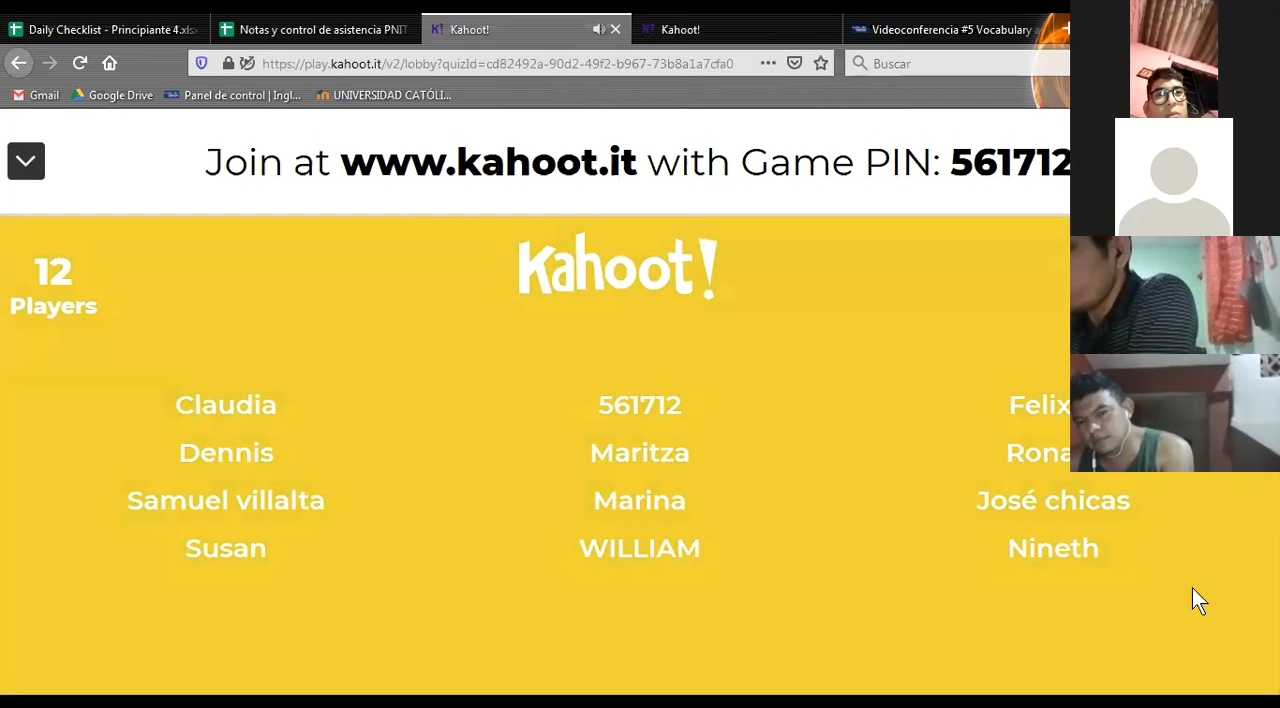 Daily Checklist - Principiante 4.xlsx
Notas y control de asistencia PNIT
Kahoot!
Kahoot!
Videoconferencia #5 Vocabulary a
https://play.kahoot.it/v2/lobby?quizId=cd82492a-90d2-49f2-b967-73b8a1a7cfa0
Buscar
Gmail
Google Drive
Panel de control | Ingl...
UNIVERSIDAD CATÓLI...
Join at www.kahoot.it with Game PIN: 561712
12
Players
Kahoot!
Claudia 561712 Felix
Dennis Maritza Rona
Samuel villalta Marina José chicas
Susan WILLIAM Nineth